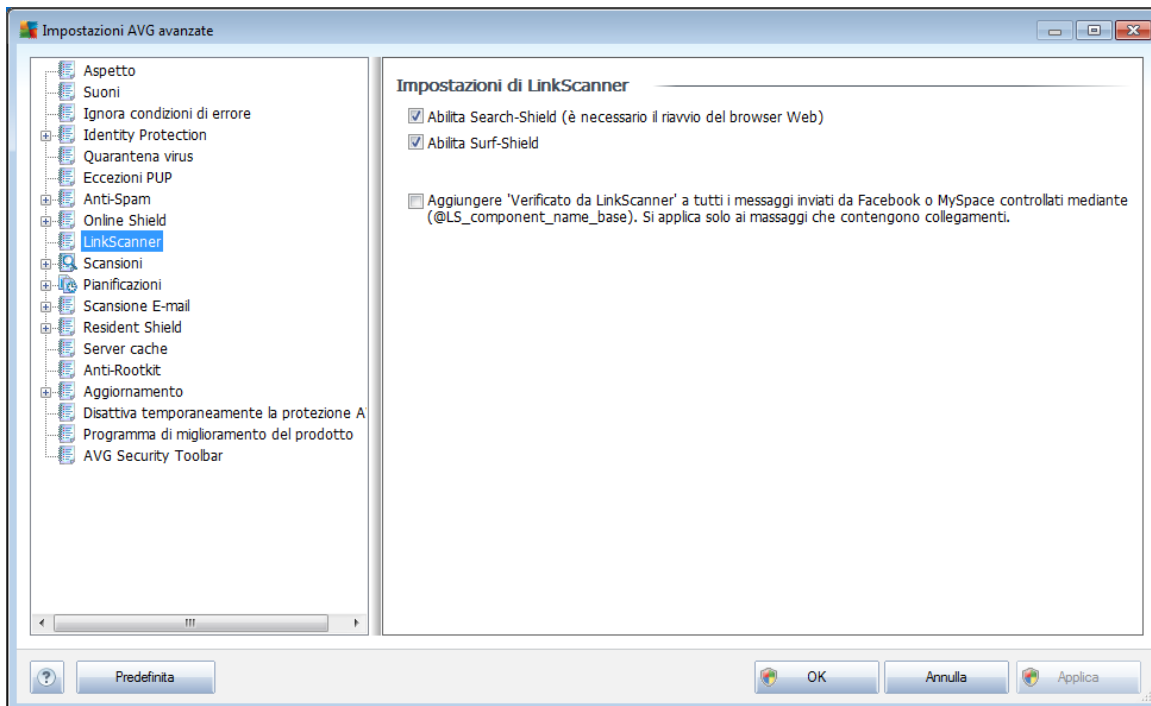 Impostazioni AVG avanzate
Aspetto
Suoni
Ignora condizioni di errore
Identity Protection
Quarantena virus
Eccezioni PUP
Anti-Spam
Online Shield
LinkScanner
Scansioni
Pianificazioni
Scansione E-mail
Resident Shield
Server cache
Anti-Rootkit
Aggiornamento
Disattiva temporaneamente la protezione A
Programma di miglioramento del prodotto
AVG Security Toolbar
Impostazioni di LinkScanner
Abilita Search-Shield (è necessario il riavvio del browser Web)
Abilita Surf-Shield
Aggiungere 'Verificato da LinkScanner' a tutti i messaggi inviati da Facebook o MySpace controllati mediante
(@LS_component_name_base). Si applica solo ai massaggi che contengono collegamenti.
?
Predefinita
OK
Annulla
Applica